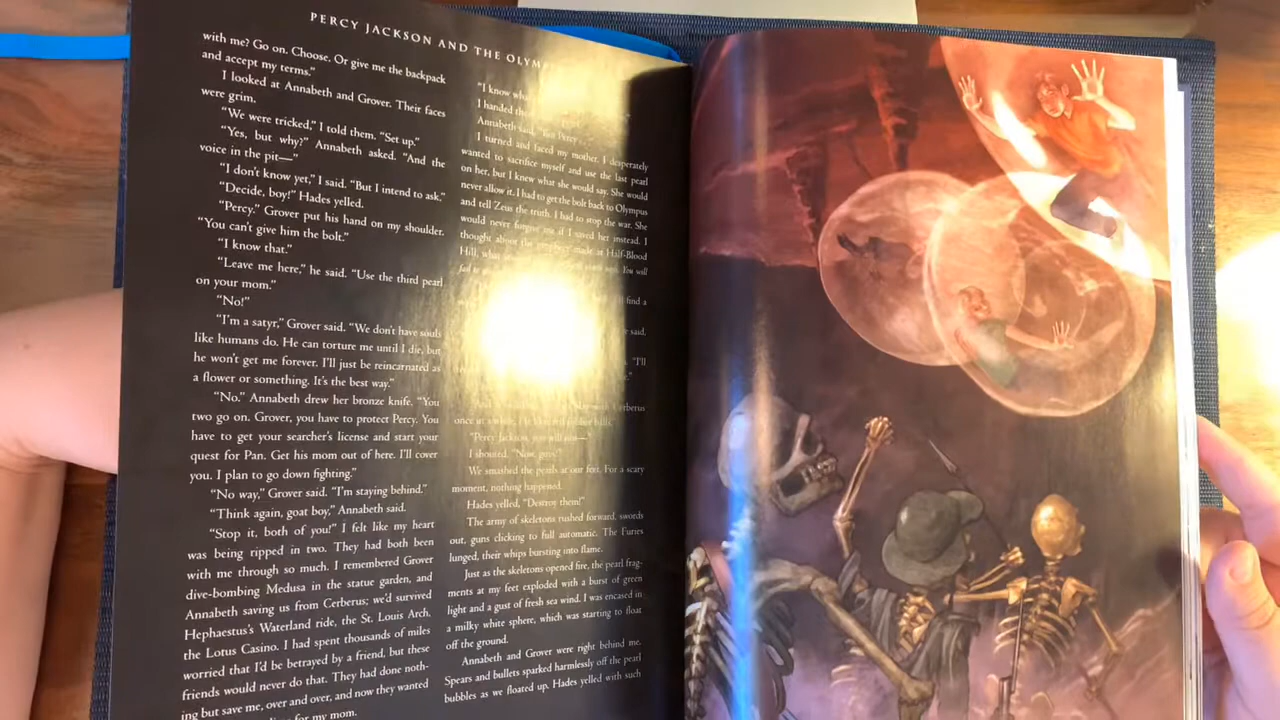 PERCY JACKSON AND THE OLYM
with me? Go on. Choose. Or give me the backpack
and accept my terms."
I looked at Annabeth and Grover. Their faces
were grim.
"We were tricked," I told them. "Set up."
"Yes, but why?" Annabeth asked. "And the
voice in the pit—"
"I don't know yet," I said. "But I intend to ask."
"Decide, boy!" Hades yelled.
"Percy." Grover put his hand on my shoulder.
"You can't give him the bolt."
"I know that."
"Leave me here," he said. "Use the third pearl
on your mom."
"No!"
"I'm a satyr," Grover said. "We don't have souls
like humans do. He can torture me until I die, but
he won't get me forever. I'll just be reincarnated as
a flower or something. It's the best way."
"No." Annabeth drew her bronze knife. "You
two go on. Grover, you have to protect Percy. You
have to get your searcher's license and start your
quest for Pan. Get his mom out of here. I'll cover
you. I plan to go down fighting."
"No way," Grover said. "I'm staying behind."
"Think again, goat boy," Annabeth said.
"Stop it, both of you!" I felt like my heart
was being ripped in two. They had both been
with me through so much. I remembered Grover
dive-bombing Medusa in the statue garden, and
Annabeth saving us from Cerberus; we'd survived
Hephaestus's Waterland ride, the St. Louis Arch,
the Lotus Casino. I had spent thousands of miles
worried that I'd be betrayed by a friend, but these
friends would never do that. They had done noth-
ing but save me, over and over, and now they wanted
for my mom.
"I know
I handed
Annabeth said, "But Percy
I turned and faced my mother. I desperately
wanted to sacrifice myself and use the last pearl
on her, but I knew what she would say. She would
never allow it. I had to get the bolt back to Olympus
and tell Zeus the truth. I had to stop the war. She
would never forgive me if I saved her instead. I
thought about the prophecy made at Half-Blood
Hill, what
You will
find a
said,
"I'll
Cerberus
once in a
"Percy Jackson, you will
I shouted, "Now, guys!"
We smashed the pearls at our feet. For a scary
moment, nothing happened.
Hades yelled, "Destroy them!"
The army of skeletons rushed forward, swords
out, guns clicking to full automatic. The Furies
lunged, their whips bursting into flame.
Just as the skeletons opened fire, the pearl frag-
ments at my feet exploded with a burst of green
light and a gust of fresh sea wind. I was encased in
a milky white sphere, which was starting to float
off the ground.
Annabeth and Grover were right behind me.
Spears and bullets sparked harmlessly off the pearl
bubbles as we floated up. Hades yelled with such